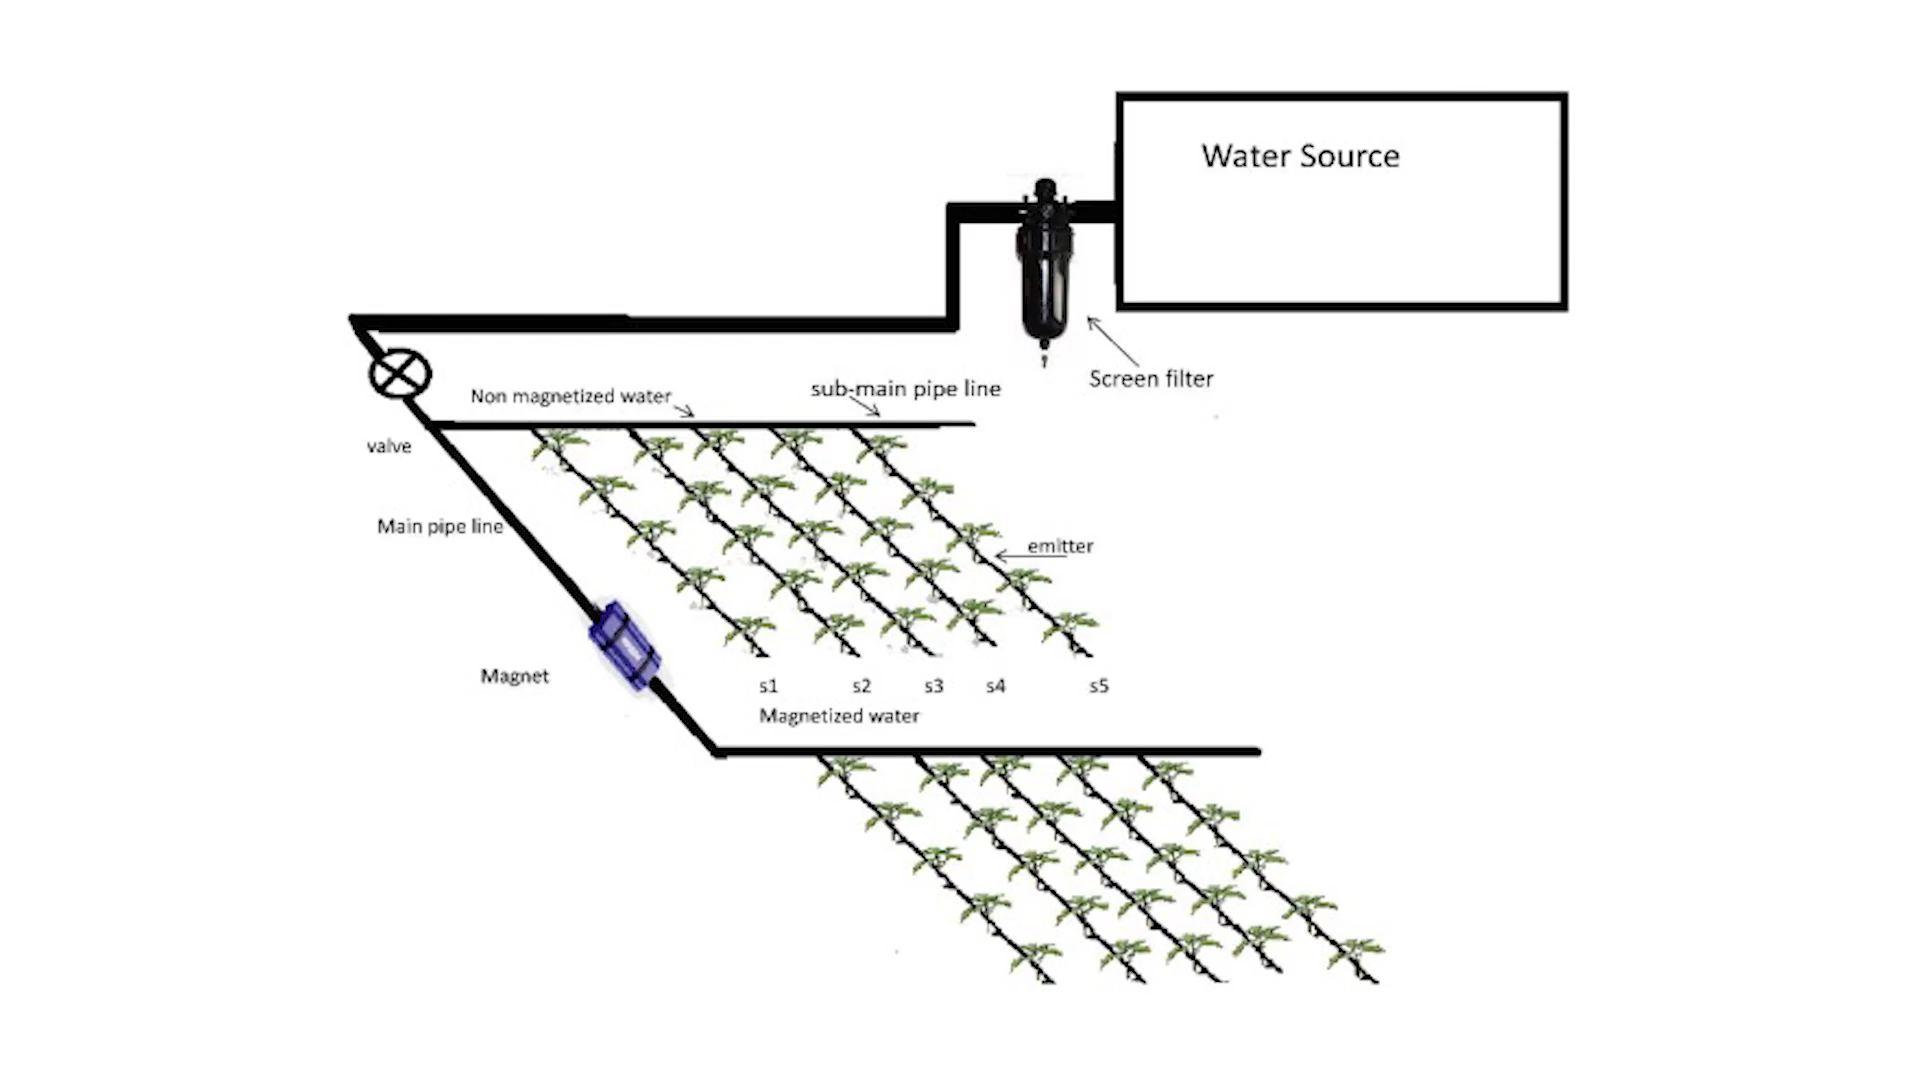 Water Source
Screen filter
Non magnetized water
sub-main pipe line
valve
Main pipe line
emitter
Magnet
s1 s2 s3 s4 s5
Magnetized water